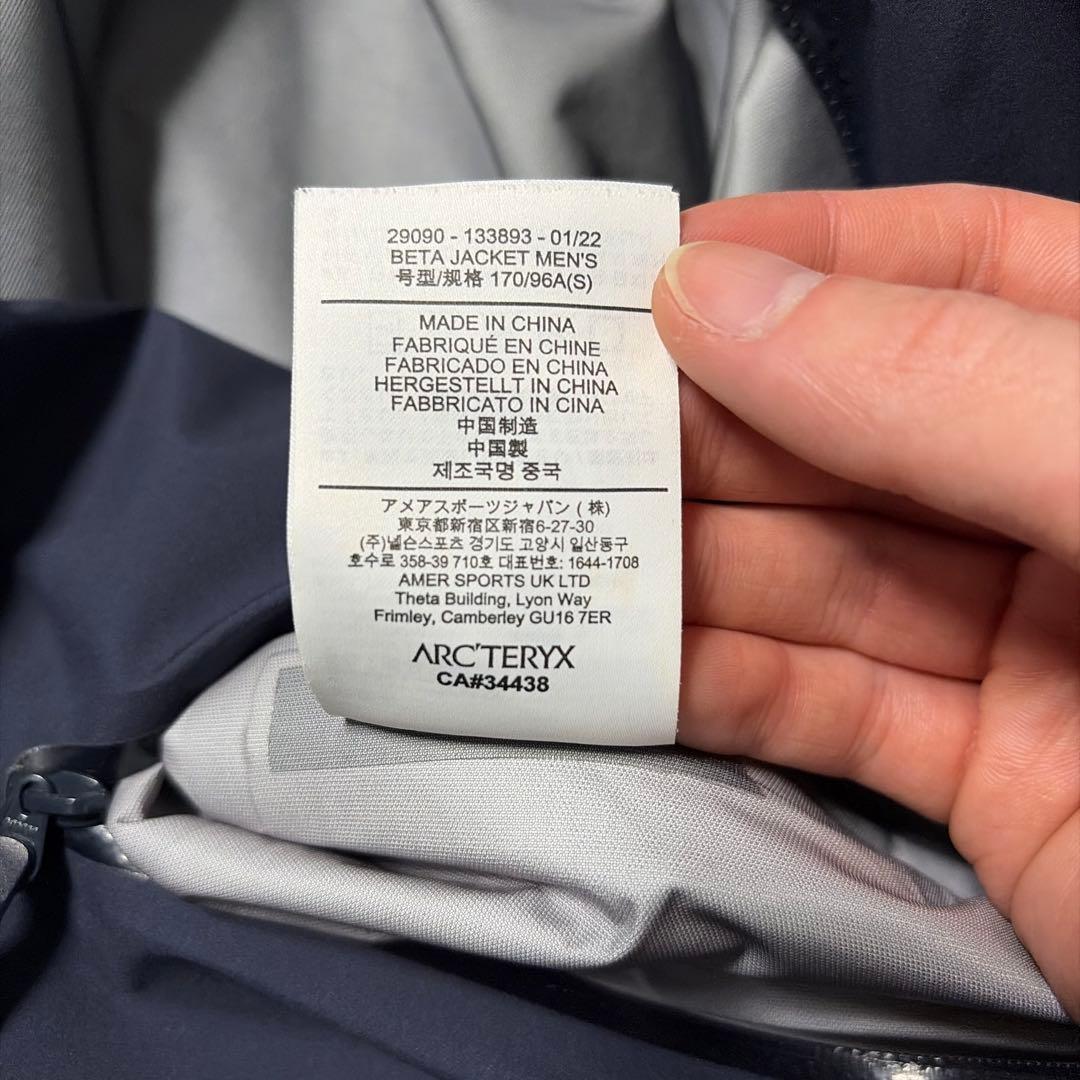 29090 - 133893 - 01/22
BETA JACKET MEN'S
号型/规格 170/96A(S)
MADE IN CHINA
FABRIQUÉ EN CHINE
FABRICADO EN CHINA
HERGESTELLT IN CHINA
FABBRICATO IN CINA
中国制造
中国製
제조국명 중국
アメアスポーツジャパン (株)
東京都新宿区新宿6-27-30
(주)넬슨스포츠 경기도 고양시 일산동구
호수로 358-39 710호 대표번호: 1644-1708
AMER SPORTS UK LTD
Theta Building, Lyon Way
Frimley, Camberley GU16 7ER
ARC'TERYX
CA#34438